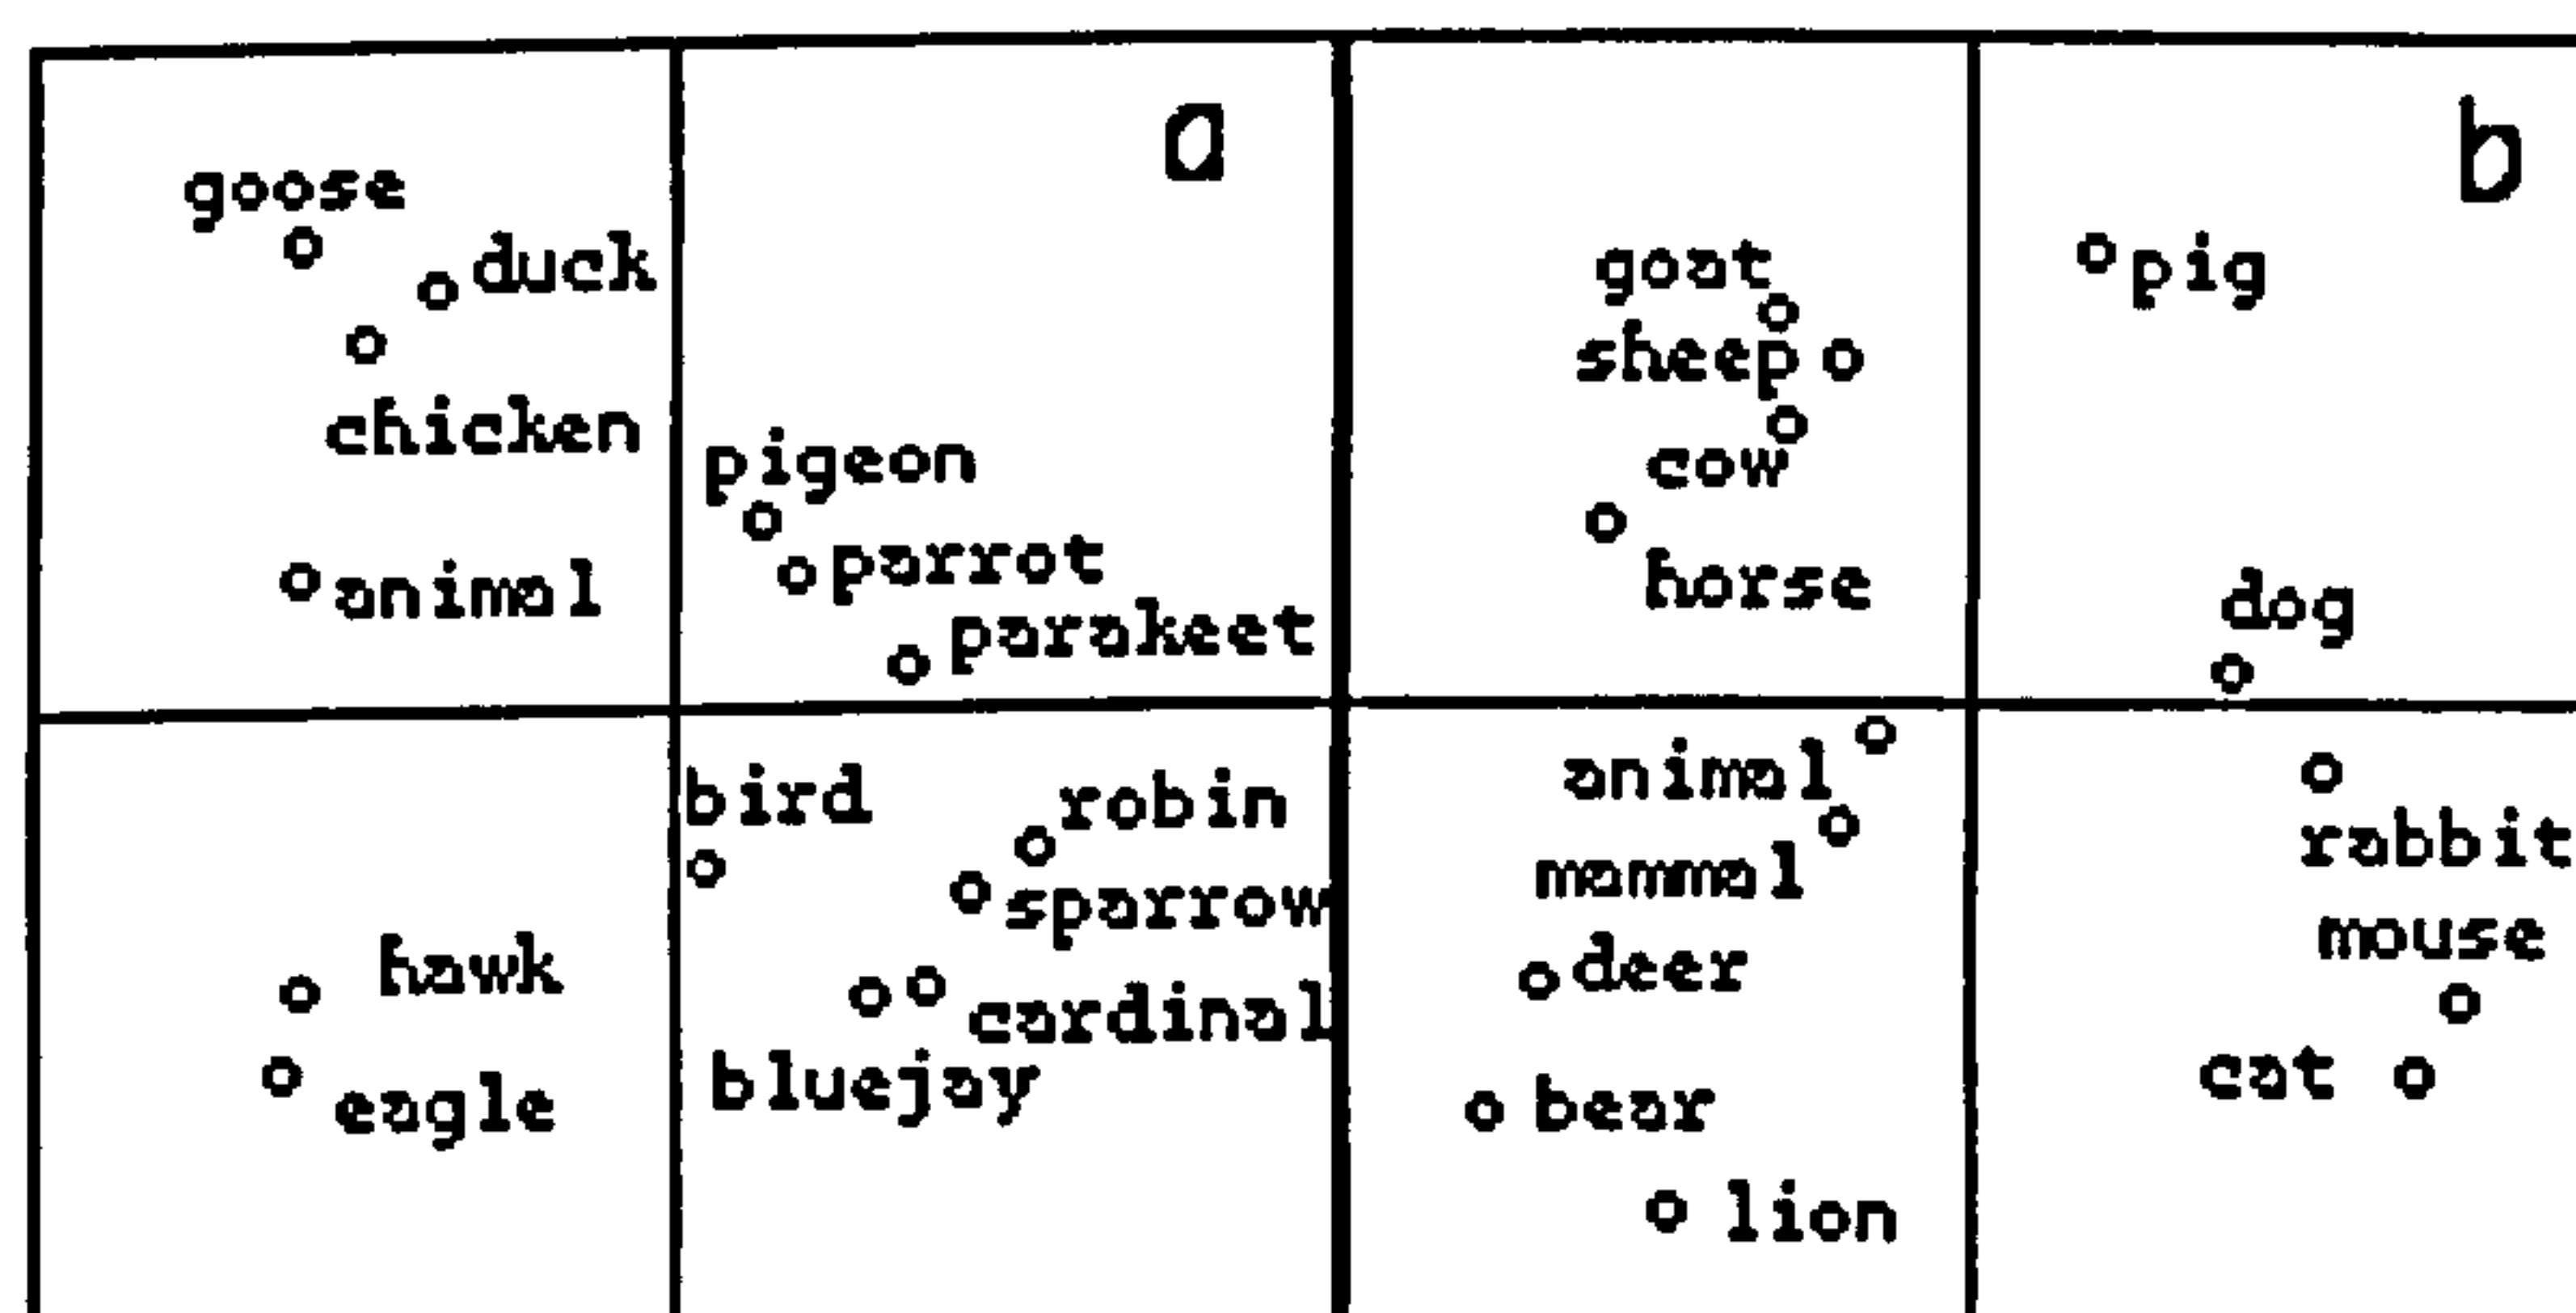 a
goose
duck
chicken
pigeon
parrot
animal
parakeet
bird
robin
sparrow
hawk
cardinal
bluejay
eagle
b
goat
pig
sheep
cow
horse
dog
animal
rabbit
mammal
mouse
deer
cat
bear
lion